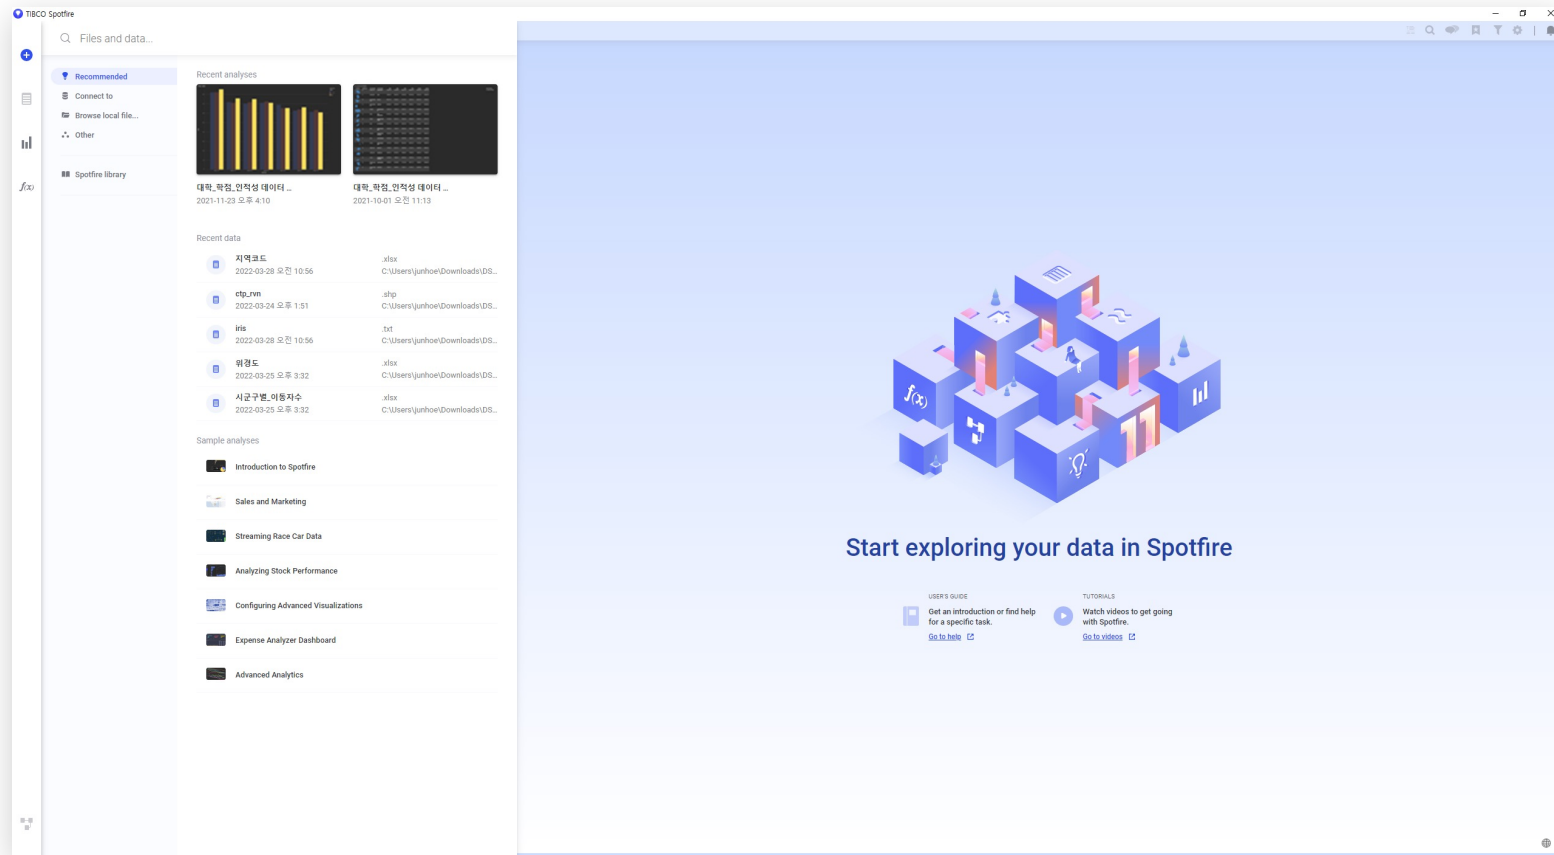 TIBCO Spotfire
Files and data...
Recommended
Connect to
Browse local file...
Other
Spotfire library
f(x)
Recent analyses
대학_학점_인적성 데이터 ...
2021-11-23 오후 4:10
대학_학점_인적성 데이터 ...
2021-10-01 오전 11:13
Recent data
지역코드 .xlsx
2022-03-28 오전 10:56 C:\Users\junhoe\Downloads\DS...
ctp_rvn .shp
2022-03-24 오후 1:51 C:\Users\junhoe\Downloads\DS...
iris .txt
2022-03-28 오전 10:56 C:\Users\junhoe\Downloads\DS...
위경도 .xlsx
2022-03-25 오후 3:32 C:\Users\junhoe\Downloads\DS...
시군구별_이동자수 .xlsx
2022-03-25 오후 3:32 C:\Users\junhoe\Downloads\DS...
Sample analyses
Introduction to Spotfire
Sales and Marketing
Streaming Race Car Data
Analyzing Stock Performance
Configuring Advanced Visualizations
Expense Analyzer Dashboard
Advanced Analytics
f(x)
11
Start exploring your data in Spotfire
USER'S GUIDE
Get an introduction or find help
for a specific task.
Go to help
TUTORIALS
Watch videos to get going
with Spotfire.
Go to videos